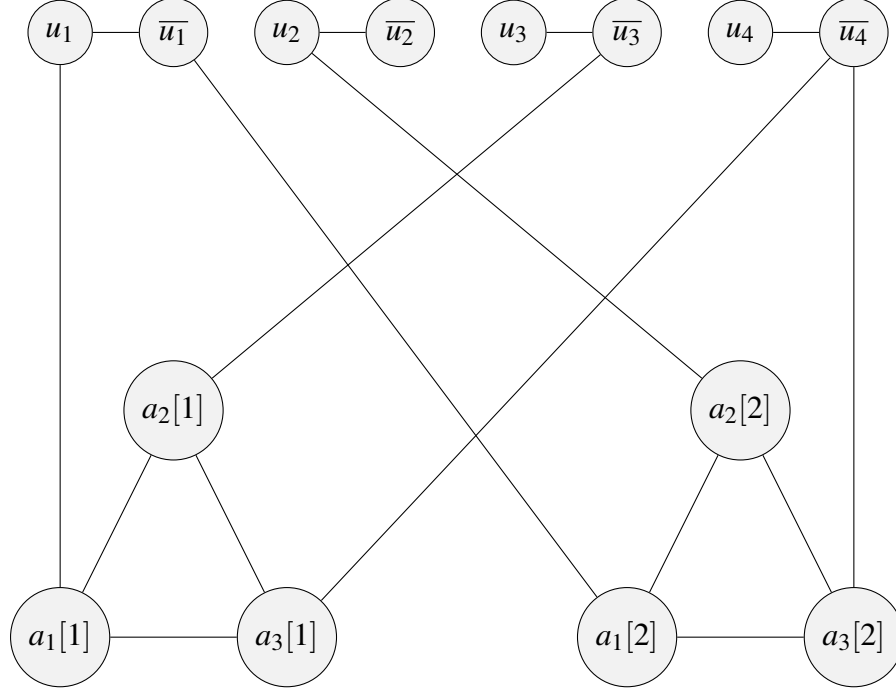 u₁ u̅₁ u₂ u̅₂ u₃ u̅₃ u₄ u̅₄
a₂[1] a₂[2]
a₁[1] a₃[1] a₁[2] a₃[2]